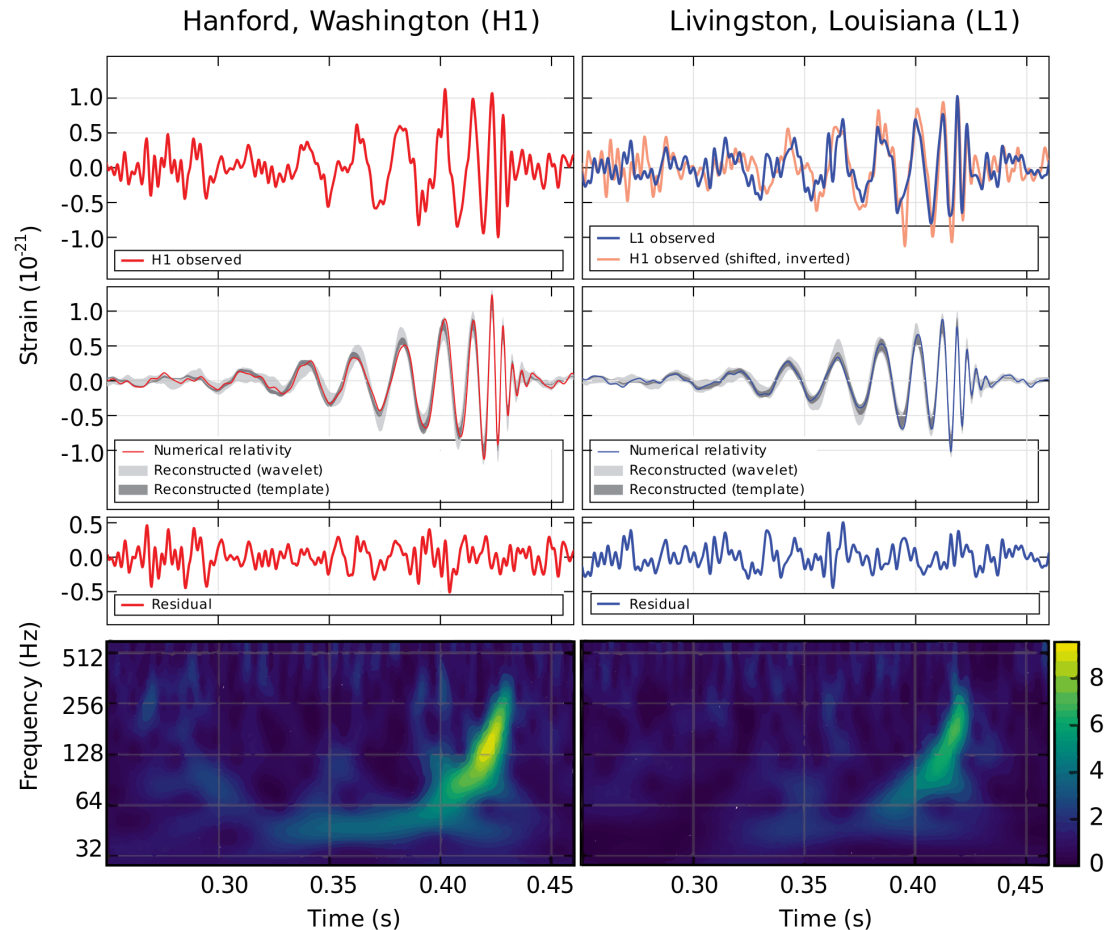 Hanford, Washington (H1)
Livingston, Louisiana (L1)
Strain (10⁻²¹)
1.0
0.5
0.0
-0.5
-1.0
H1 observed
L1 observed
H1 observed (shifted, inverted)
1.0
0.5
0.0
-0.5
-1.0
Numerical relativity
Reconstructed (wavelet)
Reconstructed (template)
Numerical relativity
Reconstructed (wavelet)
Reconstructed (template)
0.5
0.0
-0.5
Residual
Residual
Frequency (Hz)
512
256
128
64
32
8
6
4
2
0
0.30 0.35 0.40 0.45
0.30 0.35 0.40 0,45
Time (s)
Time (s)